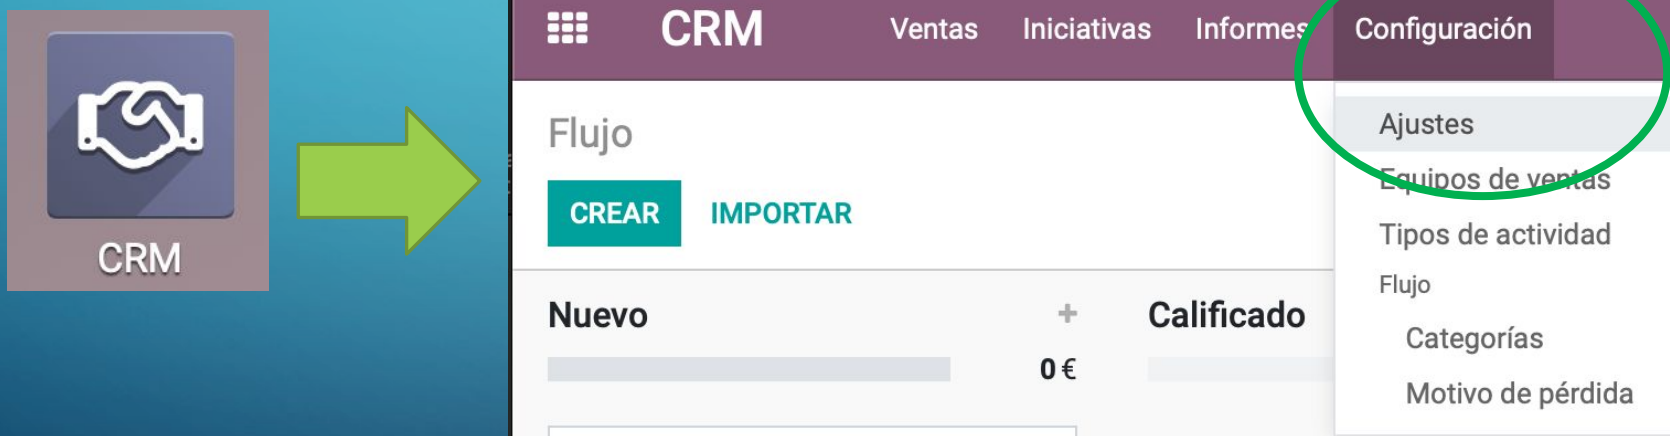 CRM
CRM Ventas Iniciativas Informes Configuración
Flujo
CREAR IMPORTAR
Nuevo + Calificado
0 €
Ajustes
Equipos de ventas
Tipos de actividad
Flujo
Categorías
Motivo de pérdida